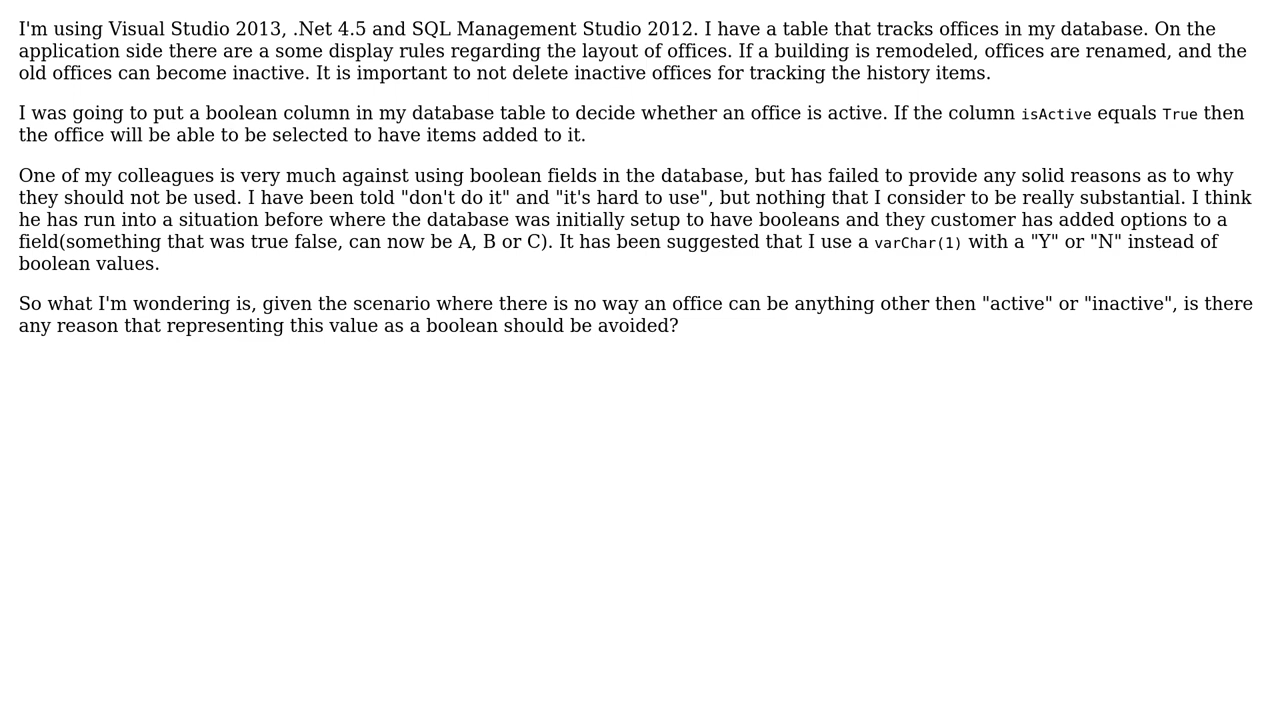 I'm using Visual Studio 2013, .Net 4.5 and SQL Management Studio 2012. I have a table that tracks offices in my database. On the
application side there are a some display rules regarding the layout of offices. If a building is remodeled, offices are renamed, and the
old offices can become inactive. It is important to not delete inactive offices for tracking the history items.
I was going to put a boolean column in my database table to decide whether an office is active. If the column isActive equals True then
the office will be able to be selected to have items added to it.
One of my colleagues is very much against using boolean fields in the database, but has failed to provide any solid reasons as to why
they should not be used. I have been told "don't do it" and "it's hard to use", but nothing that I consider to be really substantial. I think
he has run into a situation before where the database was initially setup to have booleans and they customer has added options to a
field(something that was true false, can now be A, B or C). It has been suggested that I use a varChar(1) with a "Y" or "N" instead of
boolean values.
So what I'm wondering is, given the scenario where there is no way an office can be anything other then "active" or "inactive", is there
any reason that representing this value as a boolean should be avoided?